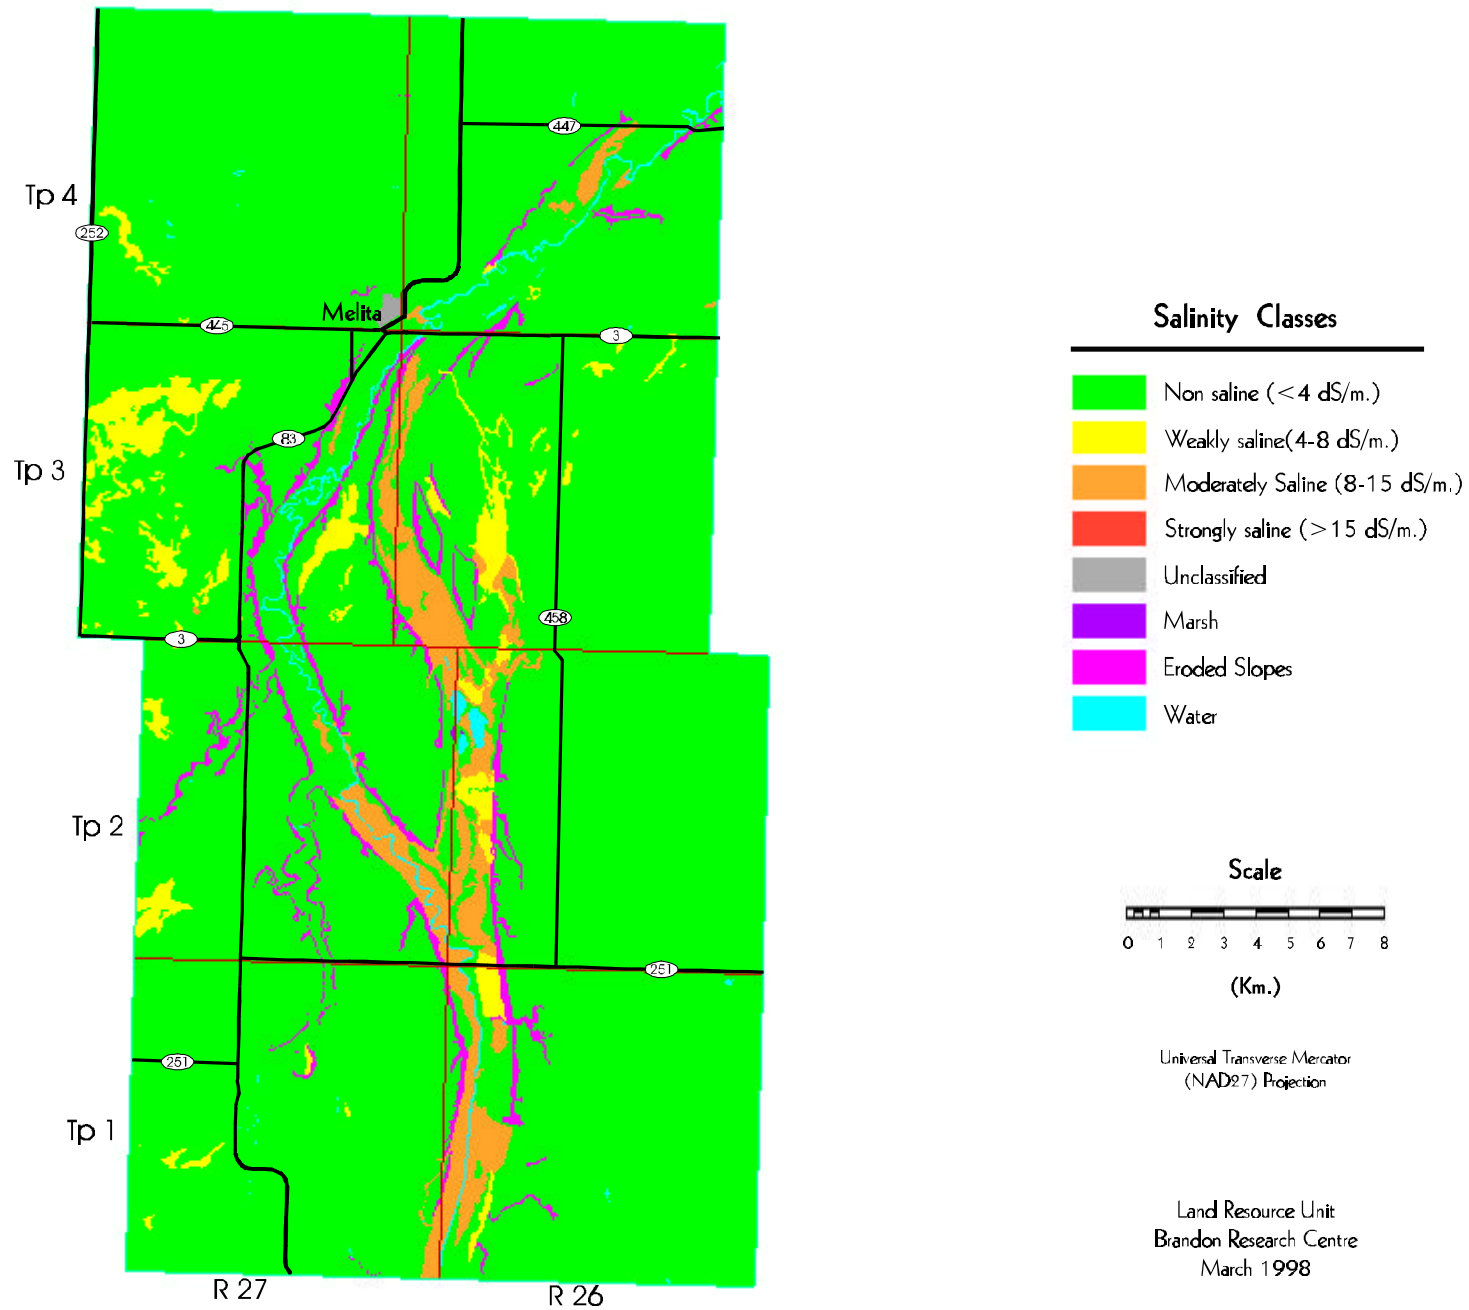 447
Tp 4
252
Melita
445
3
83
Tp 3
458
3
Tp 2
251
251
Tp 1
R 27
R 26
Salinity Classes
Non saline (<4 dS/m.)
Weakly saline(4-8 dS/m.)
Moderately Saline (8-15 dS/m.)
Strongly saline (>15 dS/m.)
Unclassified
Marsh
Eroded Slopes
Water
Scale
0 1 2 3 4 5 6 7 8
(Km.)
Universal Transverse Mercator
(NAD27) Projection
Land Resource Unit
Brandon Research Centre
March 1998